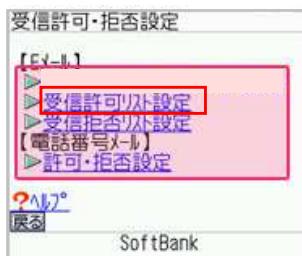 受信許可･拒否設定
【Eﾒｰﾙ】
受信許可ﾘｽﾄ設定
受信拒否ﾘｽﾄ設定
【電話番号ﾒｰﾙ】
許可･拒否設定
?ﾍﾙﾌﾟ
戻る
SoftBank